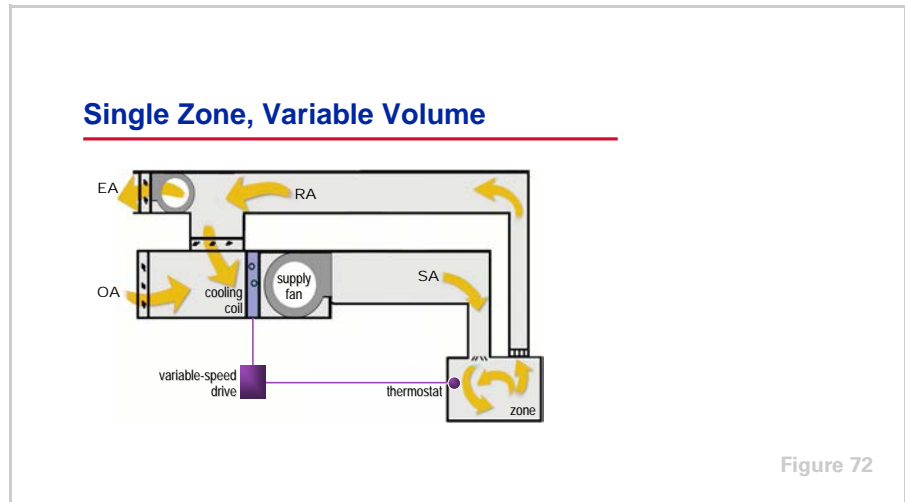 Single Zone, Variable Volume
EA
RA
OA
cooling
coil
supply
fan
SA
variable-speed
drive
thermostat
zone
Figure 72